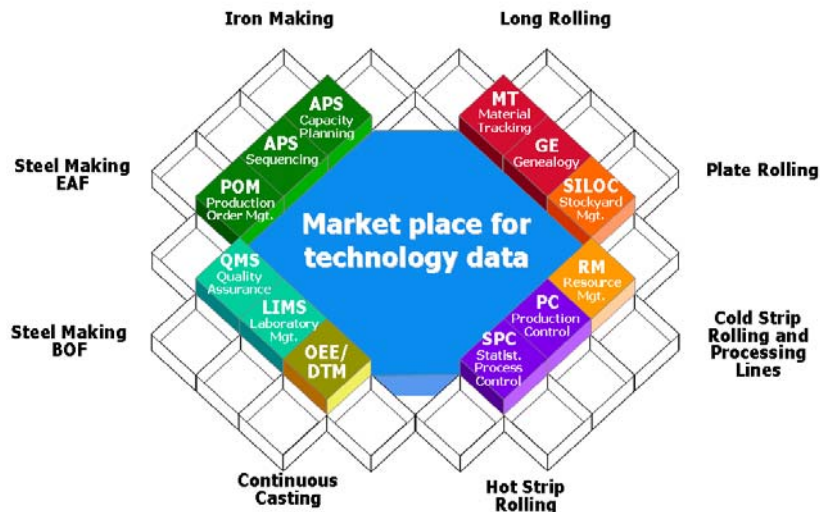 Iron Making
Long Rolling
APS
Capacity
Planning
APS
Sequencing
POM
Production
Order Mgt.
MT
Material
Tracking
GE
Genealogy
SILOC
Stockyard
Mgt.
Steel Making
EAF
Plate Rolling
Market place for
technology data
QMS
Quality
Assurance
LIMS
Laboratory
Mgt.
OEE/
DTM
RM
Resource
Mgt.
PC
Production
Control
SPC
Statist.
Process
Control
Steel Making
BOF
Cold Strip
Rolling and
Processing
Lines
Continuous
Casting
Hot Strip
Rolling